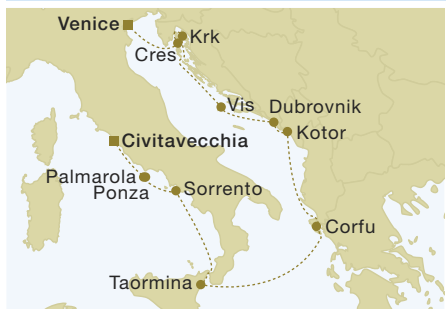 Venice
Krk
Cres
Vis
Dubrovnik
Kotor
Civitavecchia
Palmarola
Ponza
Sorrento
Corfu
Taormina